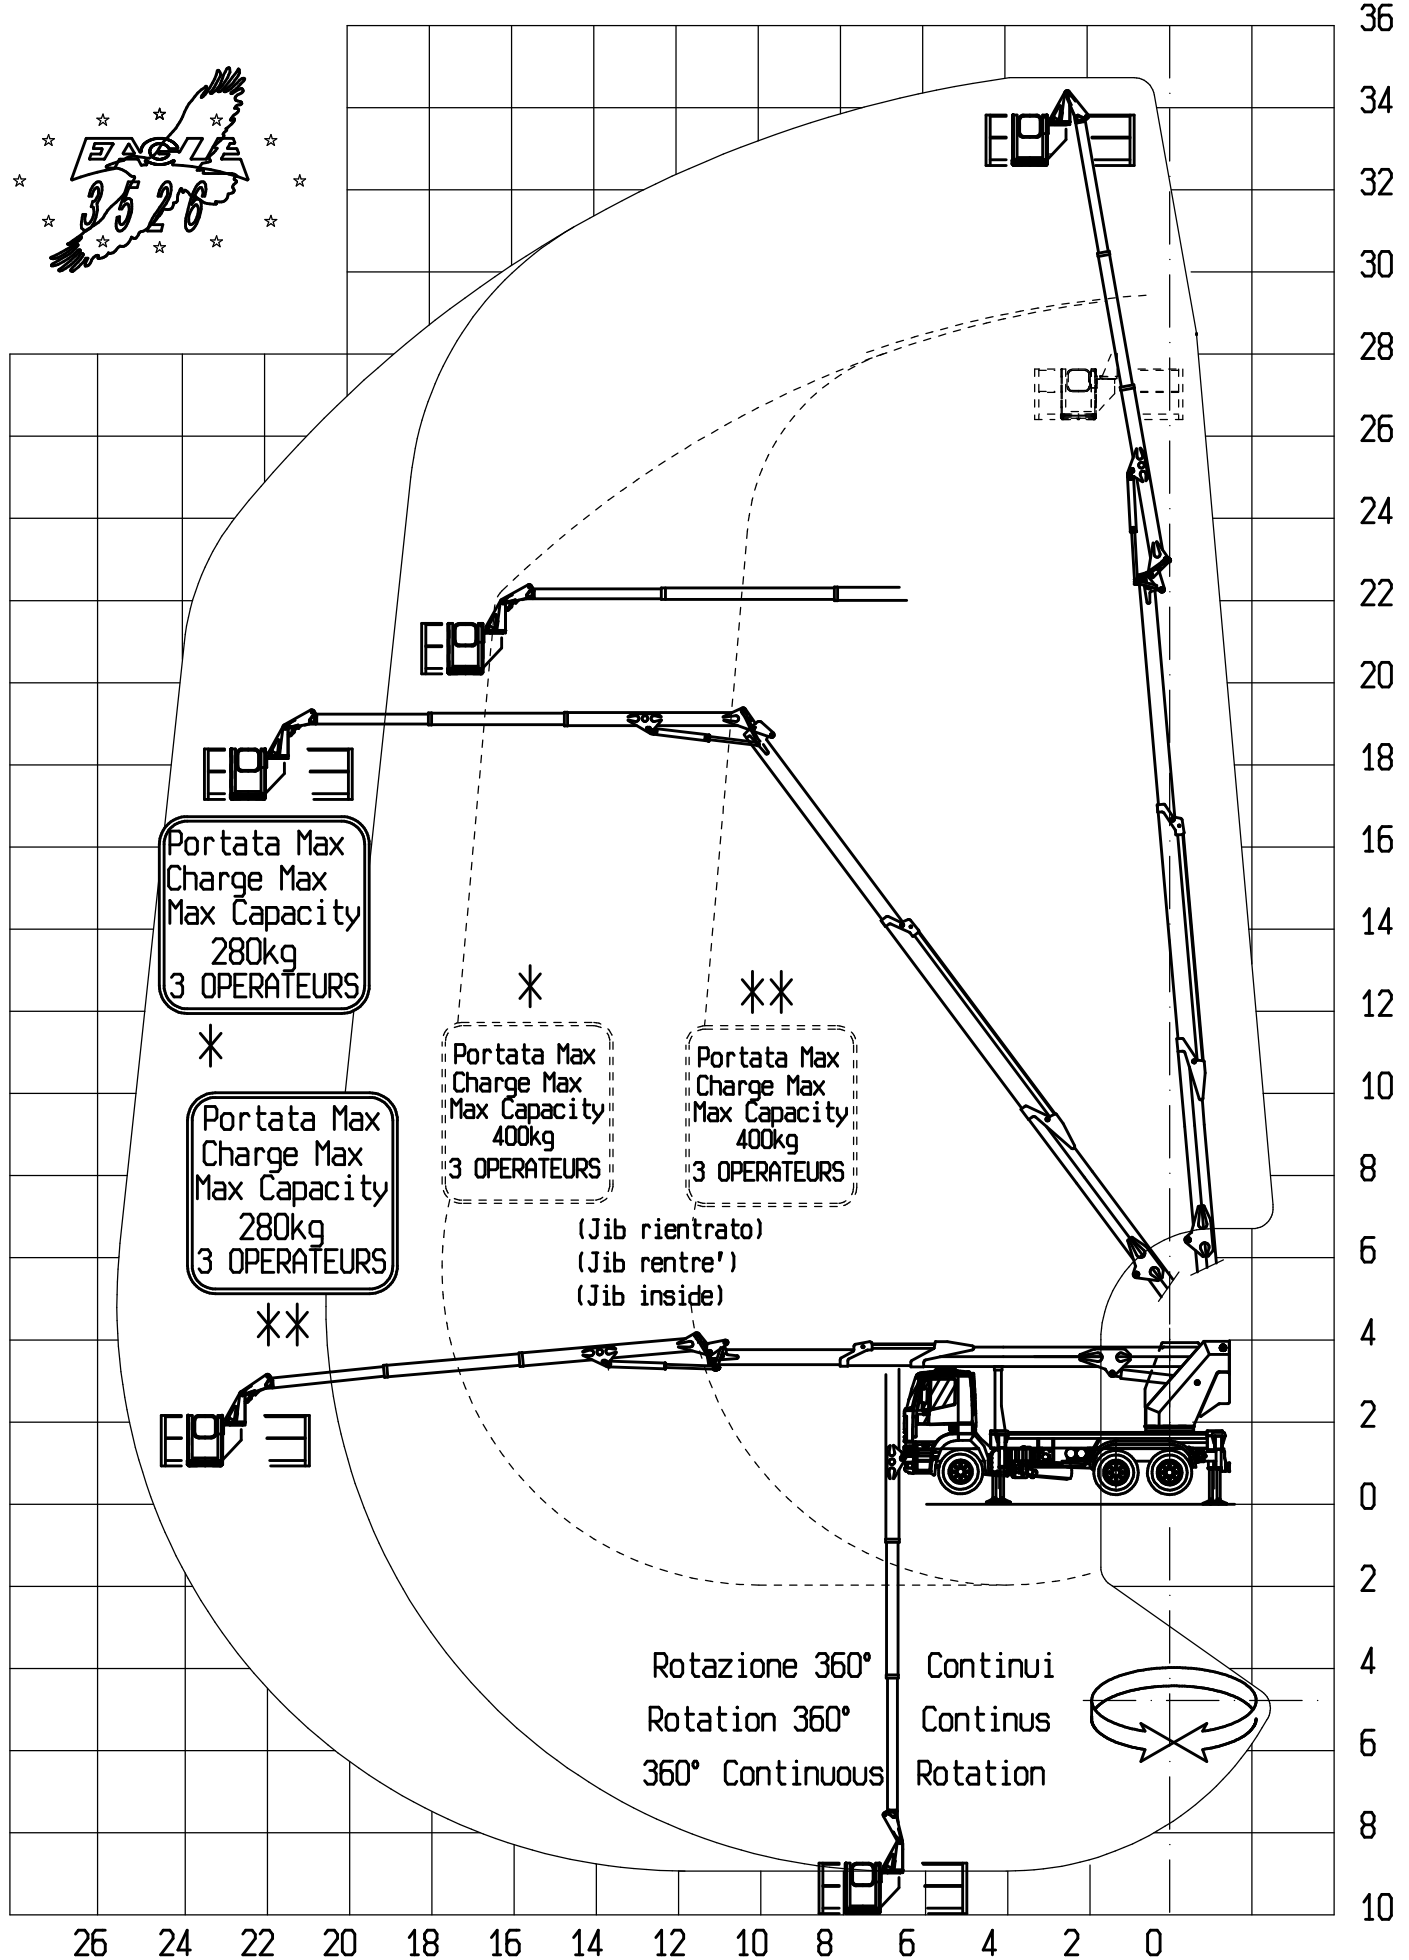 36
EAGLE
3526
34
32
30
28
26
24
22
20
18
16
14
12
10
8
6
4
2
0
2
4
6
8
10
Portata Max
Charge Max
Max Capacity
280kg
3 OPERATEURS
*
Portata Max
Charge Max
Max Capacity
280kg
3 OPERATEURS
**
*
Portata Max
Charge Max
Max Capacity
400kg
3 OPERATEURS
**
Portata Max
Charge Max
Max Capacity
400kg
3 OPERATEURS
(Jib rientrato)
(Jib rentre')
(Jib inside)
Rotazione 360° Continui
Rotation 360° Continus
360° Continuous Rotation
26 24 22 20 18 16 14 12 10 8 6 4 2 0